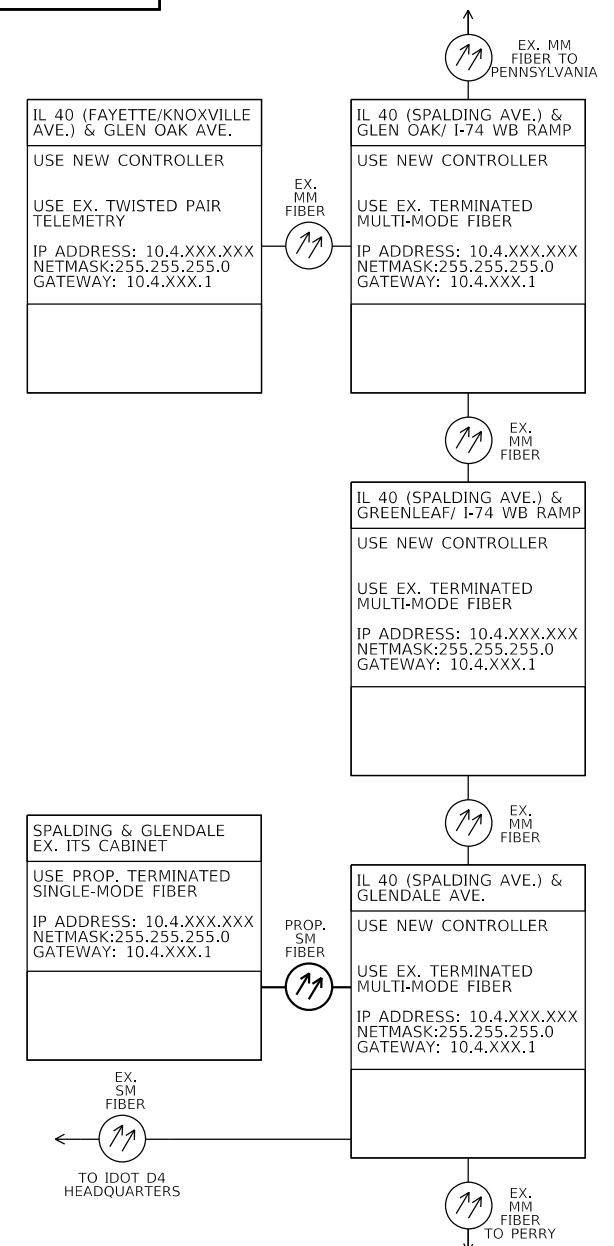 EX. MM
FIBER TO
PENNSYLVANIA
IL 40 (FAYETTE/KNOXVILLE
AVE.) & GLEN OAK AVE.
USE NEW CONTROLLER
USE EX. TWISTED PAIR
TELEMETRY
IP ADDRESS: 10.4.XXX.XXX
NETMASK:255.255.255.0
GATEWAY: 10.4.XXX.1
EX.
MM
FIBER
IL 40 (SPALDING AVE.) &
GLEN OAK/ I-74 WB RAMP
USE NEW CONTROLLER
USE EX. TERMINATED
MULTI-MODE FIBER
IP ADDRESS: 10.4.XXX.XXX
NETMASK:255.255.255.0
GATEWAY: 10.4.XXX.1
EX.
MM
FIBER
IL 40 (SPALDING AVE.) &
GREENLEAF/ I-74 WB RAMP
USE NEW CONTROLLER
USE EX. TERMINATED
MULTI-MODE FIBER
IP ADDRESS: 10.4.XXX.XXX
NETMASK:255.255.255.0
GATEWAY: 10.4.XXX.1
EX.
MM
FIBER
SPALDING & GLENDALE
EX. ITS CABINET
USE PROP. TERMINATED
SINGLE-MODE FIBER
IP ADDRESS: 10.4.XXX.XXX
NETMASK:255.255.255.0
GATEWAY: 10.4.XXX.1
PROP.
SM
FIBER
IL 40 (SPALDING AVE.) &
GLENDALE AVE.
USE NEW CONTROLLER
USE EX. TERMINATED
MULTI-MODE FIBER
IP ADDRESS: 10.4.XXX.XXX
NETMASK:255.255.255.0
GATEWAY: 10.4.XXX.1
EX.
SM
FIBER
TO IDOT D4
HEADQUARTERS
EX.
MM
FIBER
TO PERRY